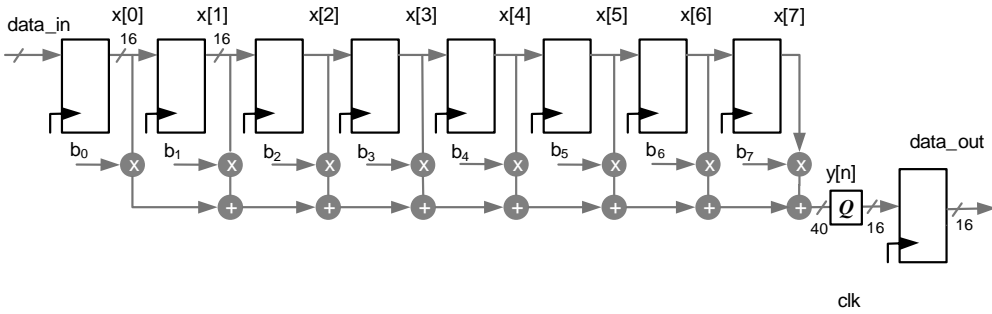 data_in
x[0]
x[1]
x[2]
x[3]
x[4]
x[5]
x[6]
x[7]
16
16
b₀
b₁
b₂
b₃
b₄
b₅
b₆
b₇
x
x
x
x
x
x
x
x
data_out
y[n]
+
+
+
+
+
+
+
Q
40
16
16
clk